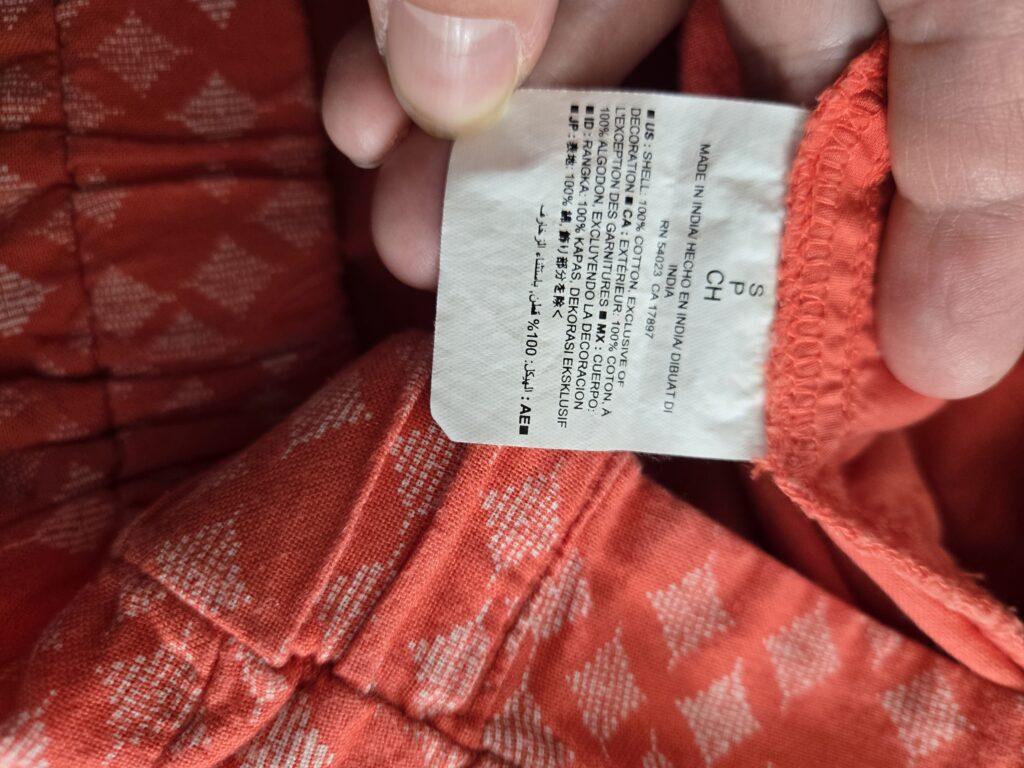 S
P
CH
MADE IN INDIA/ HECHO EN INDIA/ DIBUAT DI
INDIA
RN 54023 CA 17897
■ US : SHELL: 100% COTTON, EXCLUSIVE OF
DECORATION ■ CA : EXTÉRIEUR: 100% COTON, À
L'EXCEPTION DES GARNITURES ■ MX : CUERPO:
100% ALGODON, EXCLUYENDO LA DECORACION
■ ID : RANGKA: 100% KAPAS, DEKORASI EKSKLUSIF
■ JP : 表地: 100% 綿, 飾り部分を除く
■ AE : الهيكل: 100% قطن, باستثناء الزخارف